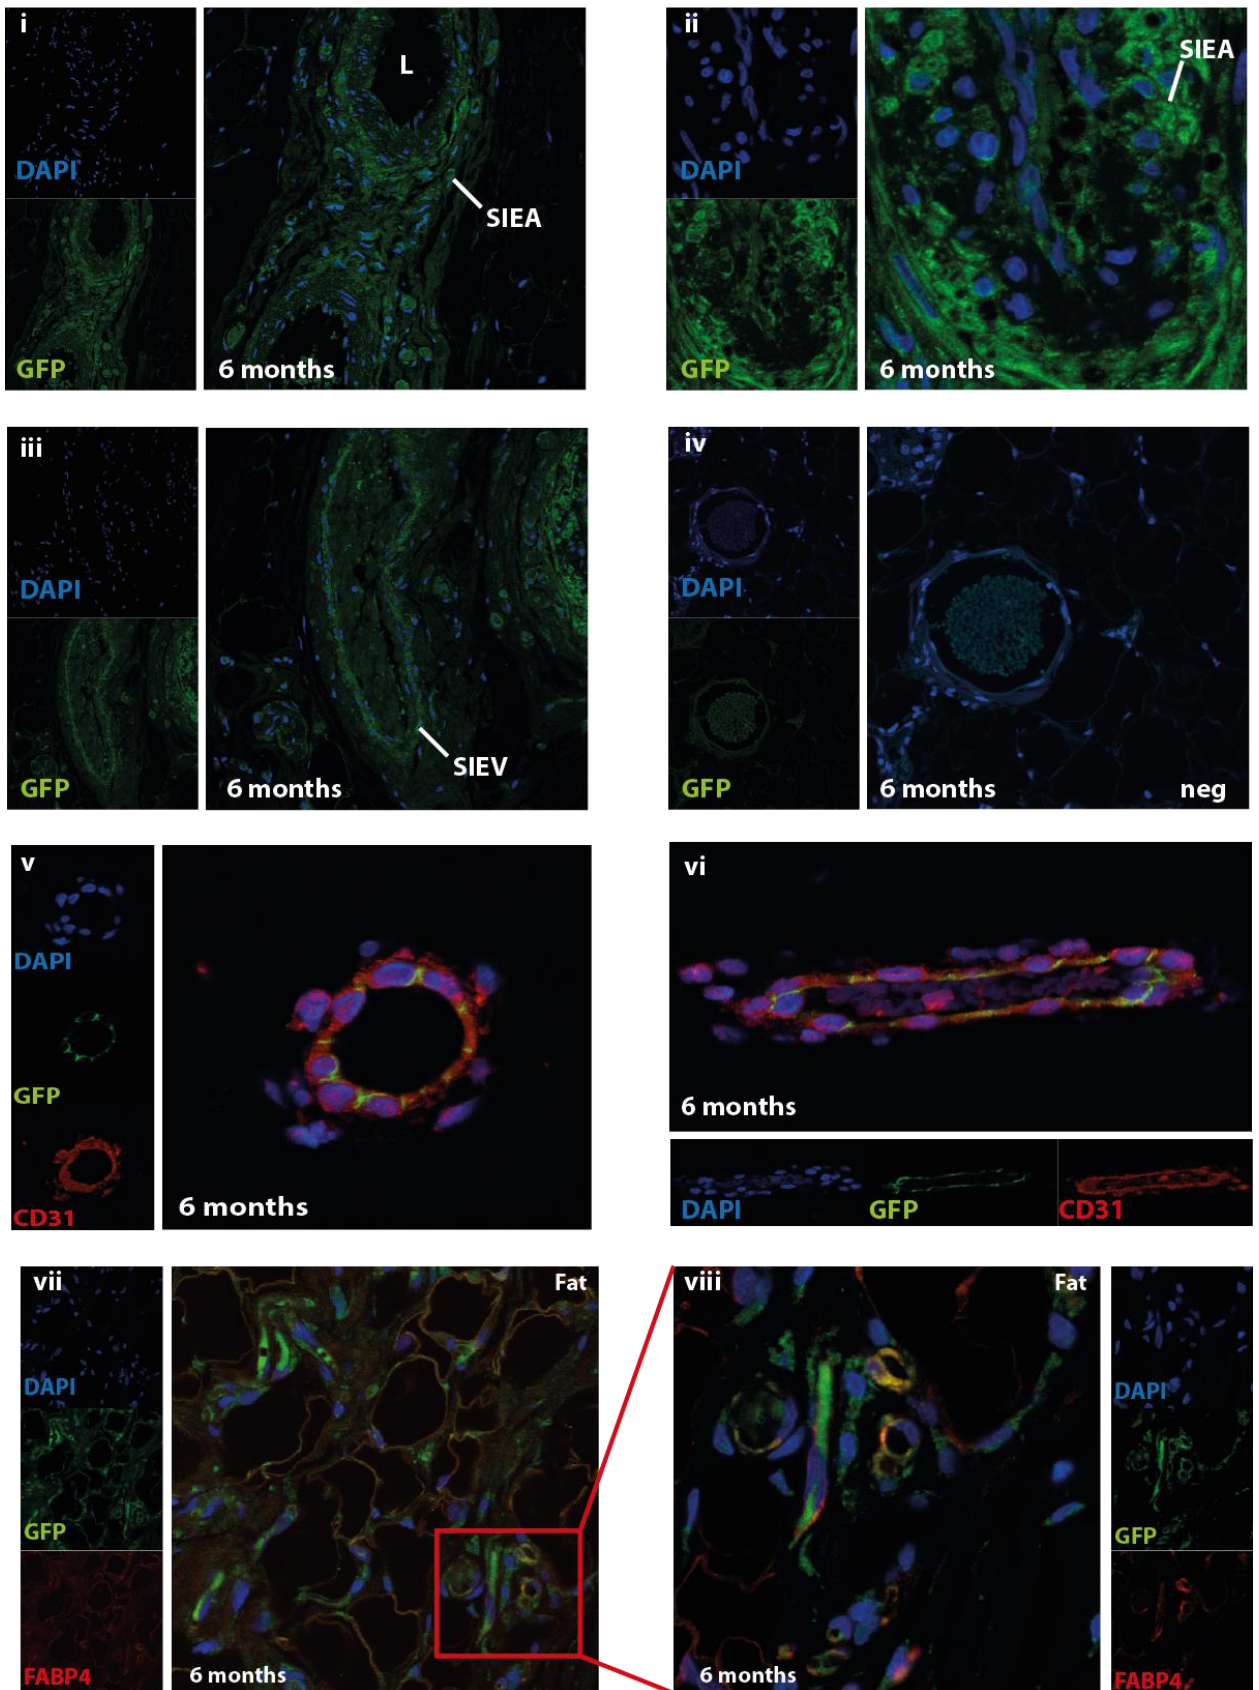 i
DAPI
GFP
L
SIEA
6 months
ii
DAPI
GFP
SIEA
6 months
iii
DAPI
GFP
SIEV
6 months
iv
DAPI
GFP
6 months
neg
v
DAPI
GFP
CD31
6 months
vi
6 months
DAPI
GFP
CD31
vii
DAPI
GFP
FABP4
Fat
6 months
viii
Fat
6 months
DAPI
GFP
FABP4